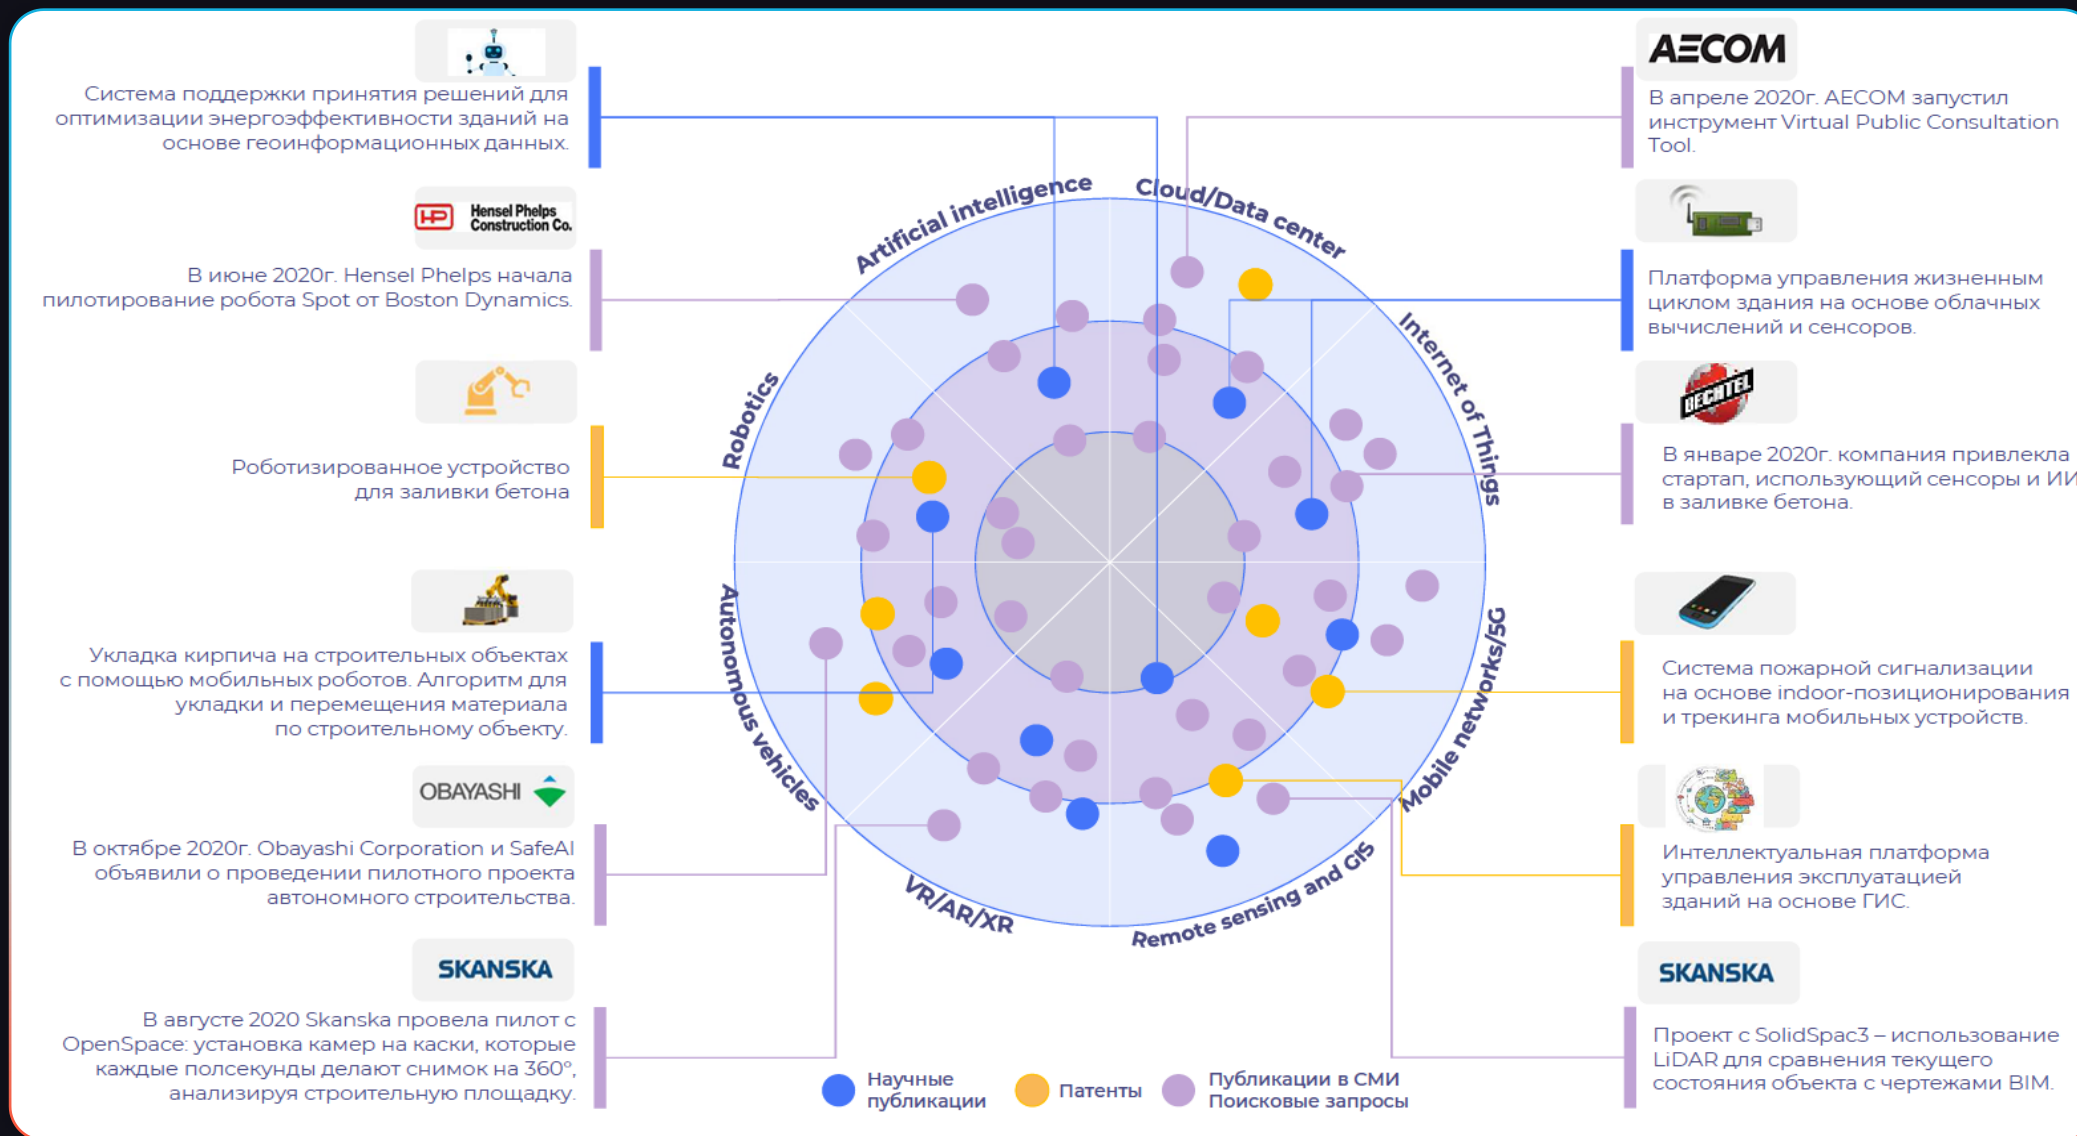 Система поддержки принятия решений для
оптимизации энергоэффективности зданий на
основе геоинформационных данных.
HP Hensel Phelps
Construction Co.
В июне 2020г. Hensel Phelps начала
пилотирование робота Spot от Boston Dynamics.
Роботизированное устройство
для заливки бетона
Укладка кирпича на строительных объектах
с помощью мобильных роботов. Алгоритм для
укладки и перемещения материала
по строительному объекту.
OBAYASHI
В октябре 2020г. Obayashi Corporation и SafeAI
объявили о проведении пилотного проекта
автономного строительства.
SKANSKA
В августе 2020 Skanska провела пилот с
OpenSpace: установка камер на каски, которые
каждые полсекунды делают снимок на 360°,
анализируя строительную площадку.
Artificial intelligence
Cloud/Data center
Internet of Things
Mobile networks/5G
Remote sensing and GIS
VR/AR/XR
Autonomous vehicles
Robotics
Научные
публикации
Патенты
Публикации в СМИ
Поисковые запросы
AECOM
В апреле 2020г. AECOM запустил
инструмент Virtual Public Consultation
Tool.
Платформа управления жизненным
циклом здания на основе облачных
вычислений и сенсоров.
BECHTEL
В январе 2020г. компания привлекла
стартап, использующий сенсоры и ИИ
в заливке бетона.
Система пожарной сигнализации
на основе indoor-позиционирования
и трекинга мобильных устройств.
Интеллектуальная платформа
управления эксплуатацией
зданий на основе ГИС.
SKANSKA
Проект с SolidSpac3 – использование
LiDAR для сравнения текущего
состояния объекта с чертежами BIM.